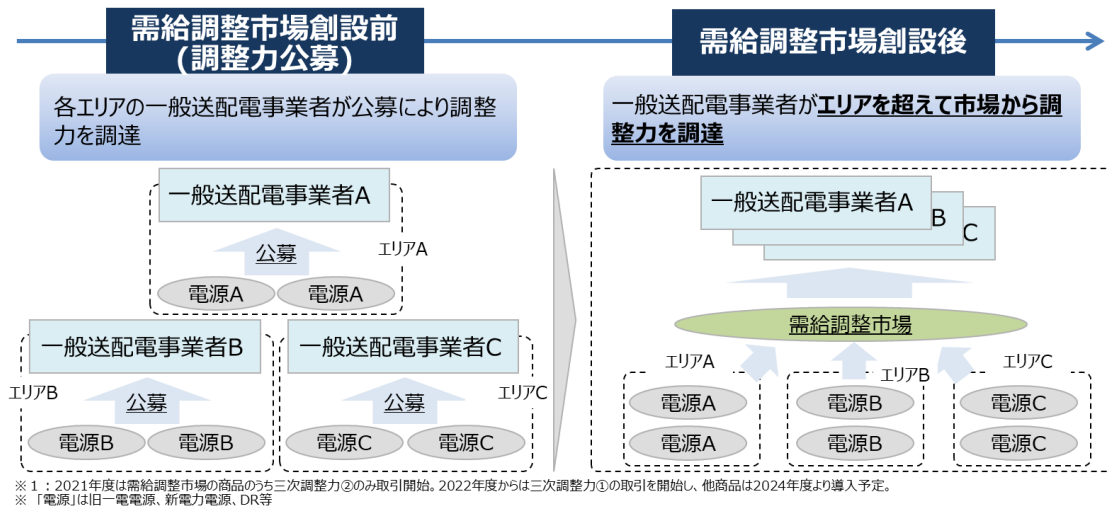 需給調整市場創設前
(調整力公募)
需給調整市場創設後
各エリアの一般送配電事業者が公募により調整
力を調達
一般送配電事業者がエリアを超えて市場から調
整力を調達
一般送配電事業者A
エリアA
公募
電源A
電源A
一般送配電事業者B
エリアB
公募
電源B
電源B
一般送配電事業者C
エリアC
公募
電源C
電源C
一般送配電事業者A
B
C
需給調整市場
エリアA
エリアB
エリアC
電源A
電源A
電源B
電源B
電源C
電源C
※１：2021年度は需給調整市場の商品のうち三次調整力②のみ取引開始。2022年度からは三次調整力①の取引を開始し、他商品は2024年度より導入予定。
※ 「電源」は旧一電電源、新電力電源、DR等